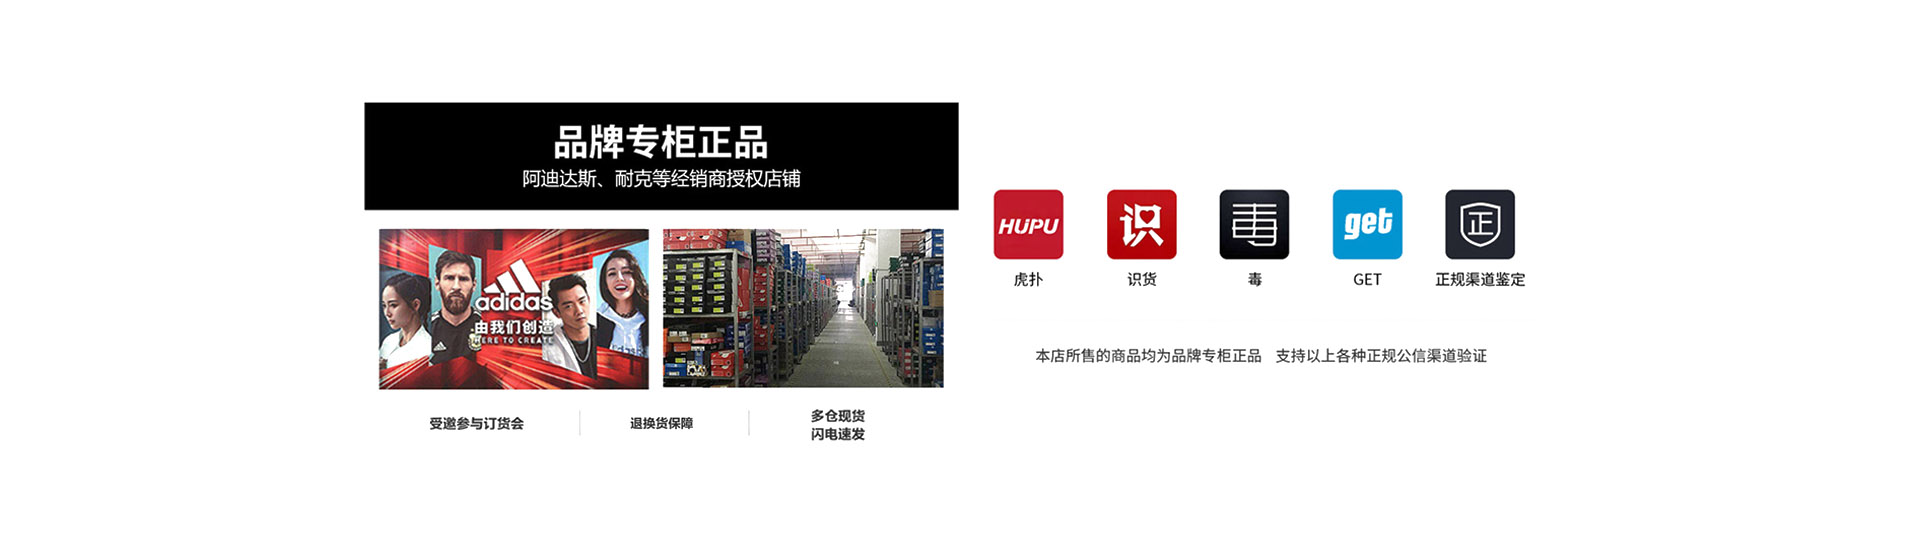 品牌专柜正品
阿迪达斯、耐克等经销商授权店铺
adidas
由我们创造
HERE TO CREATE
受邀参与订货会
退换货保障
多仓现货
闪电速发
HUPU
识
毒
get
正
虎扑
识货
毒
GET
正规渠道鉴定
本店所售的商品均为品牌专柜正品 支持以上各种正规公信渠道验证